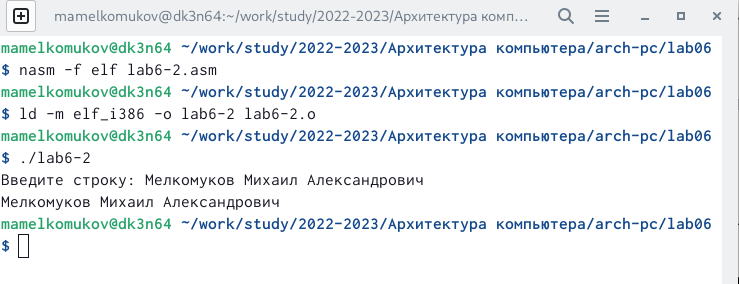 mamelkomukov@dk3n64:~/work/study/2022-2023/Архитектура комп…
mamelkomukov@dk3n64 ~/work/study/2022-2023/Архитектура компьютера/arch-pc/lab06
$ nasm -f elf lab6-2.asm
mamelkomukov@dk3n64 ~/work/study/2022-2023/Архитектура компьютера/arch-pc/lab06
$ ld -m elf_i386 -o lab6-2 lab6-2.o
mamelkomukov@dk3n64 ~/work/study/2022-2023/Архитектура компьютера/arch-pc/lab06
$ ./lab6-2
Введите строку: Мелкомуков Михаил Александрович
Мелкомуков Михаил Александрович
mamelkomukov@dk3n64 ~/work/study/2022-2023/Архитектура компьютера/arch-pc/lab06
$